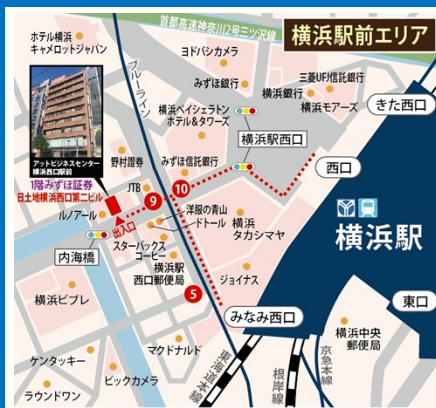 首都高速神奈川2号三ツ沢線
横浜駅前エリア
ホテル横浜
キャメロットジャパン
ブルーライン
ヨドバシカメラ
みずほ銀行
三菱UFJ信託銀行
横浜銀行
横浜モアーズ
きた西口
横浜ベイシェラトン
ホテル&タワーズ
横浜駅西口
西口
アットビジネスセンター
横浜西口駅前
1階みずほ証券
日土地横浜西口第二ビル
野村證券
みずほ信託銀行
JTB
9
10
ルノアール
出入口
洋服の青山
ドトール
横浜
タカシマヤ
横浜駅
内海橋
スターバックス
コーヒー
横浜駅
西口郵便局
ジョイナス
5
みなみ西口
東口
横浜ビブレ
横浜中央
郵便局
マクドナルド
ケンタッキー
ビックカメラ
ラウンドワン
東海道本線
根岸線
京急本線